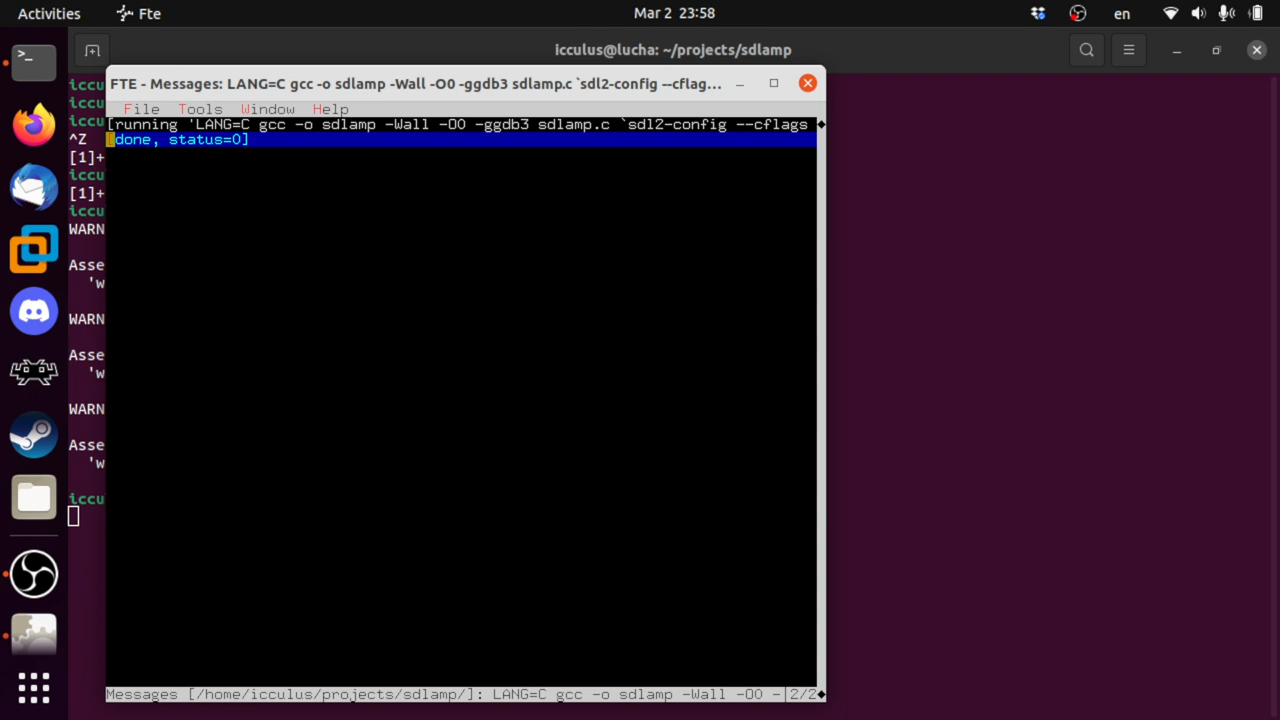 Activities
Fte
Mar 2 23:58
en
icculus@lucha: ~/projects/sdlamp
FTE - Messages: LANG=C gcc -o sdlamp -Wall -O0 -ggdb3 sdlamp.c `sdl2-config --cflag...
File Tools Window Help
[running 'LANG=C gcc -o sdlamp -Wall -O0 -ggdb3 sdlamp.c `sdl2-config --cflags
[done, status=0]
iccu
iccu
iccu
^Z
[1]+
iccu
[1]+
iccu
WARN
Asse
'w
WARN
Asse
'w
WARN
Asse
'w
iccu
Messages [/home/icculus/projects/sdlamp/]: LANG=C gcc -o sdlamp -Wall -O0 -|2/2